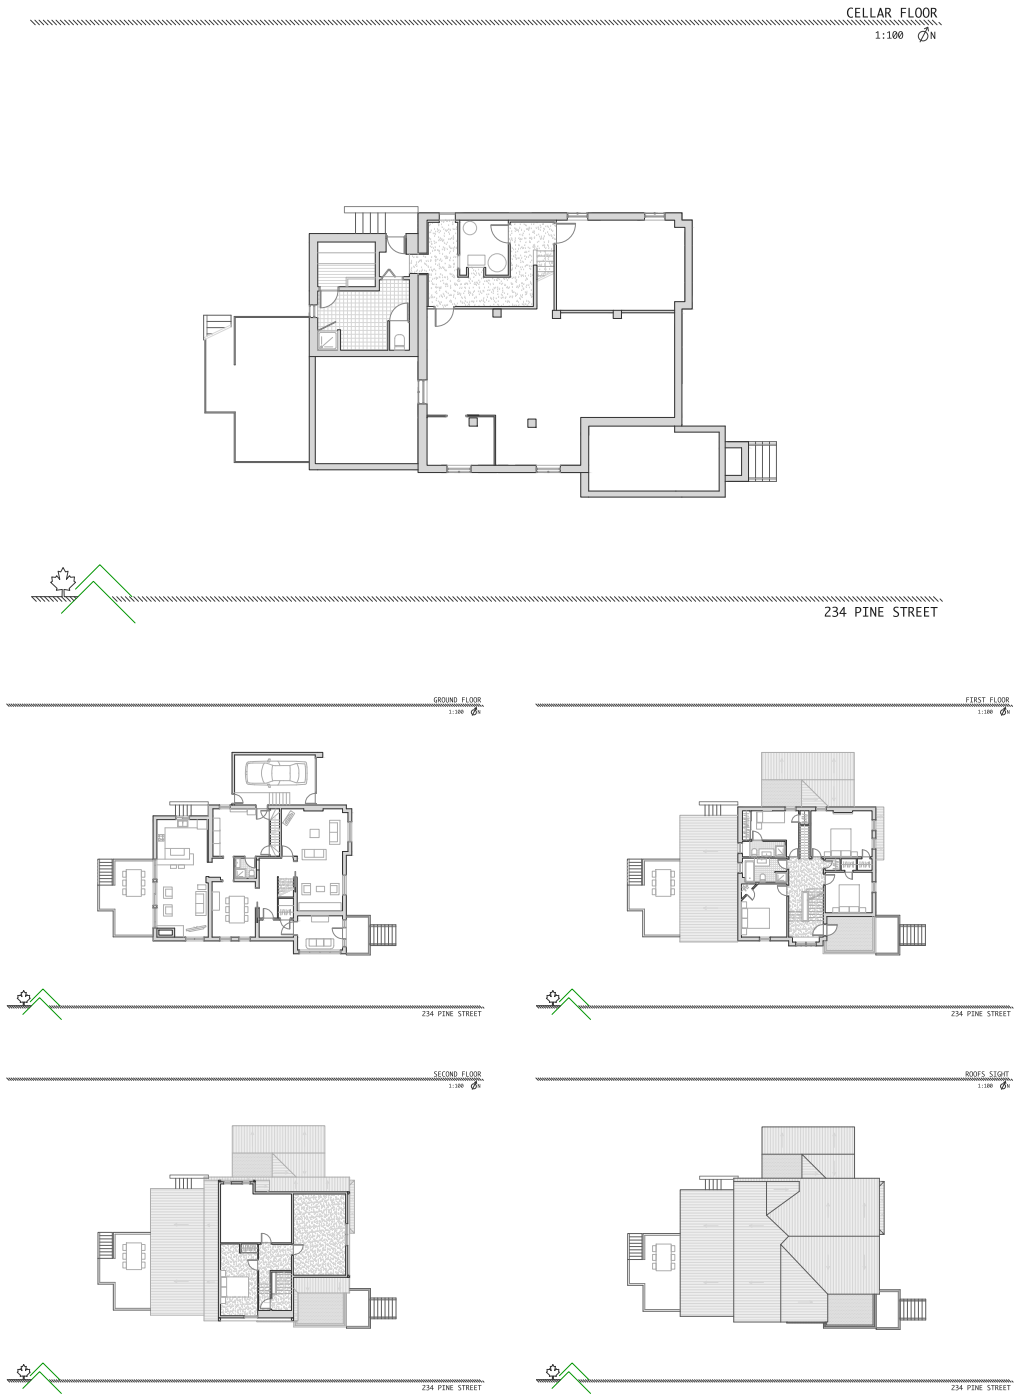 CELLAR FLOOR
1:100 N
234 PINE STREET
GROUND FLOOR
1:100 N
234 PINE STREET
FIRST FLOOR
1:100 N
234 PINE STREET
SECOND FLOOR
1:100 N
234 PINE STREET
ROOFS SIGHT
1:100 N
234 PINE STREET